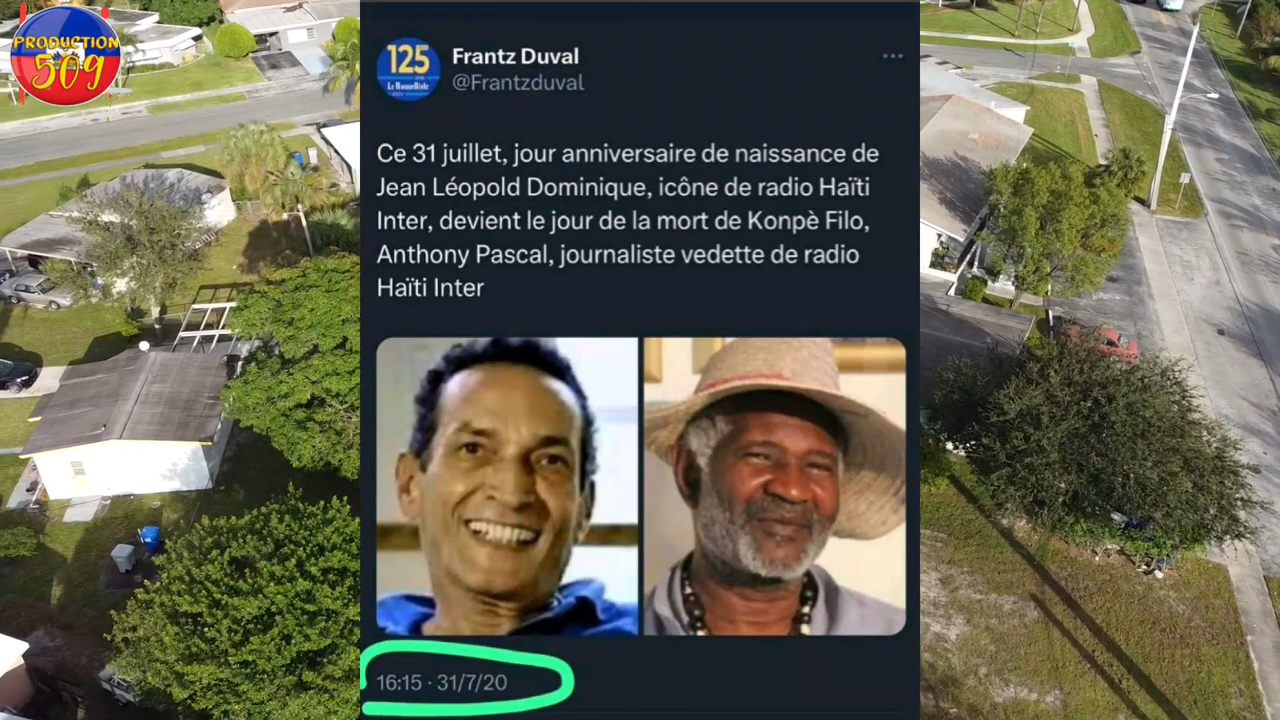 PRODUCTION
509
125
Le Nouvelliste
Frantz Duval
@Frantzduval
Ce 31 juillet, jour anniversaire de naissance de
Jean Léopold Dominique, icône de radio Haïti
Inter, devient le jour de la mort de Konpè Filo,
Anthony Pascal, journaliste vedette de radio
Haïti Inter
16:15 · 31/7/20